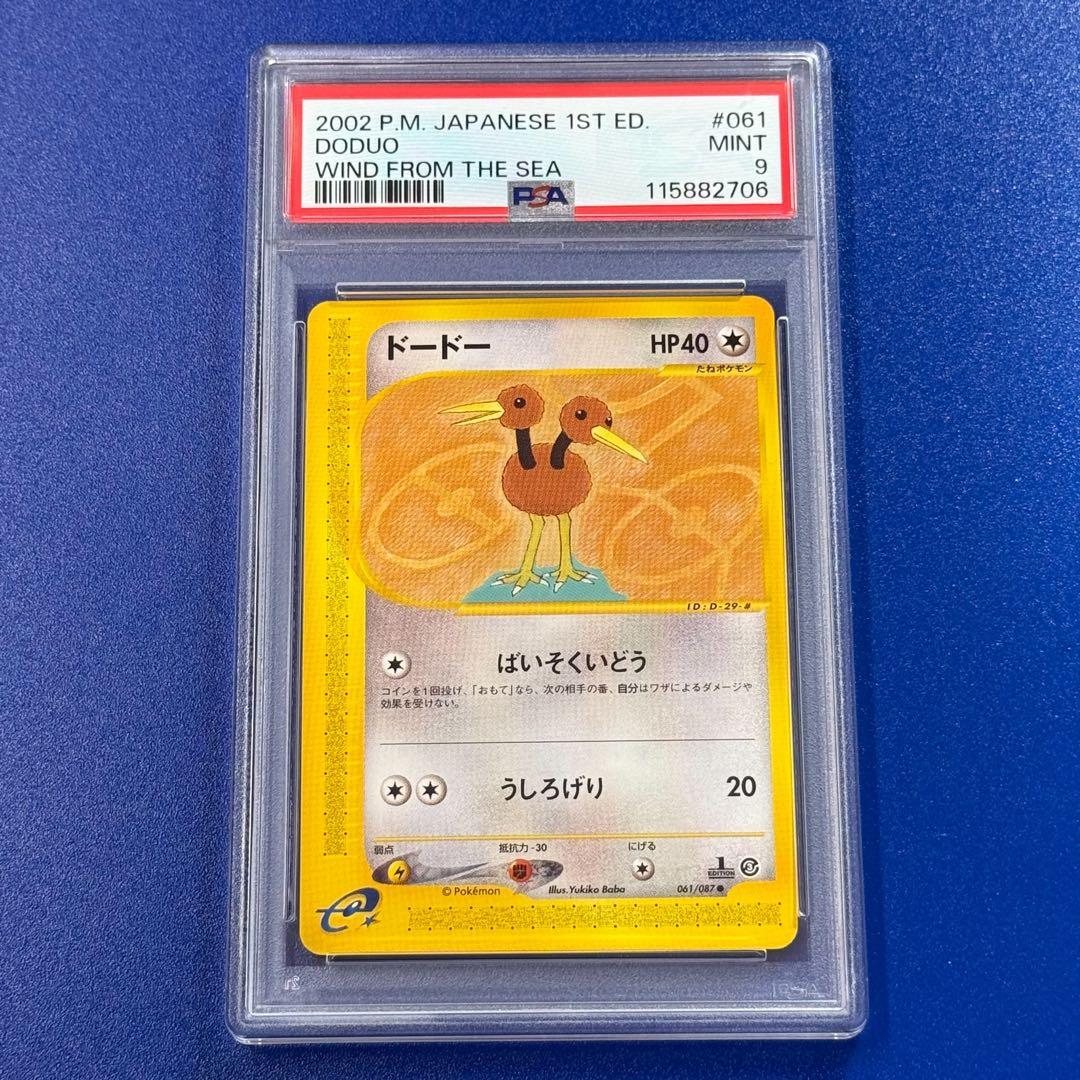 2002 P.M. JAPANESE 1ST ED. #061
DODUO MINT
WIND FROM THE SEA 9
PSA 115882706
ドードー HP40
たねポケモン
ID:D-29-#
ばいそくいどう
コインを1回投げ、「おもて」なら、次の相手の番、自分はワザによるダメージや
効果を受けない。
うしろげり 20
弱点 抵抗力-30 にげる
1
EDITION
© Pokémon Illus.Yukiko Baba 061/087●
e